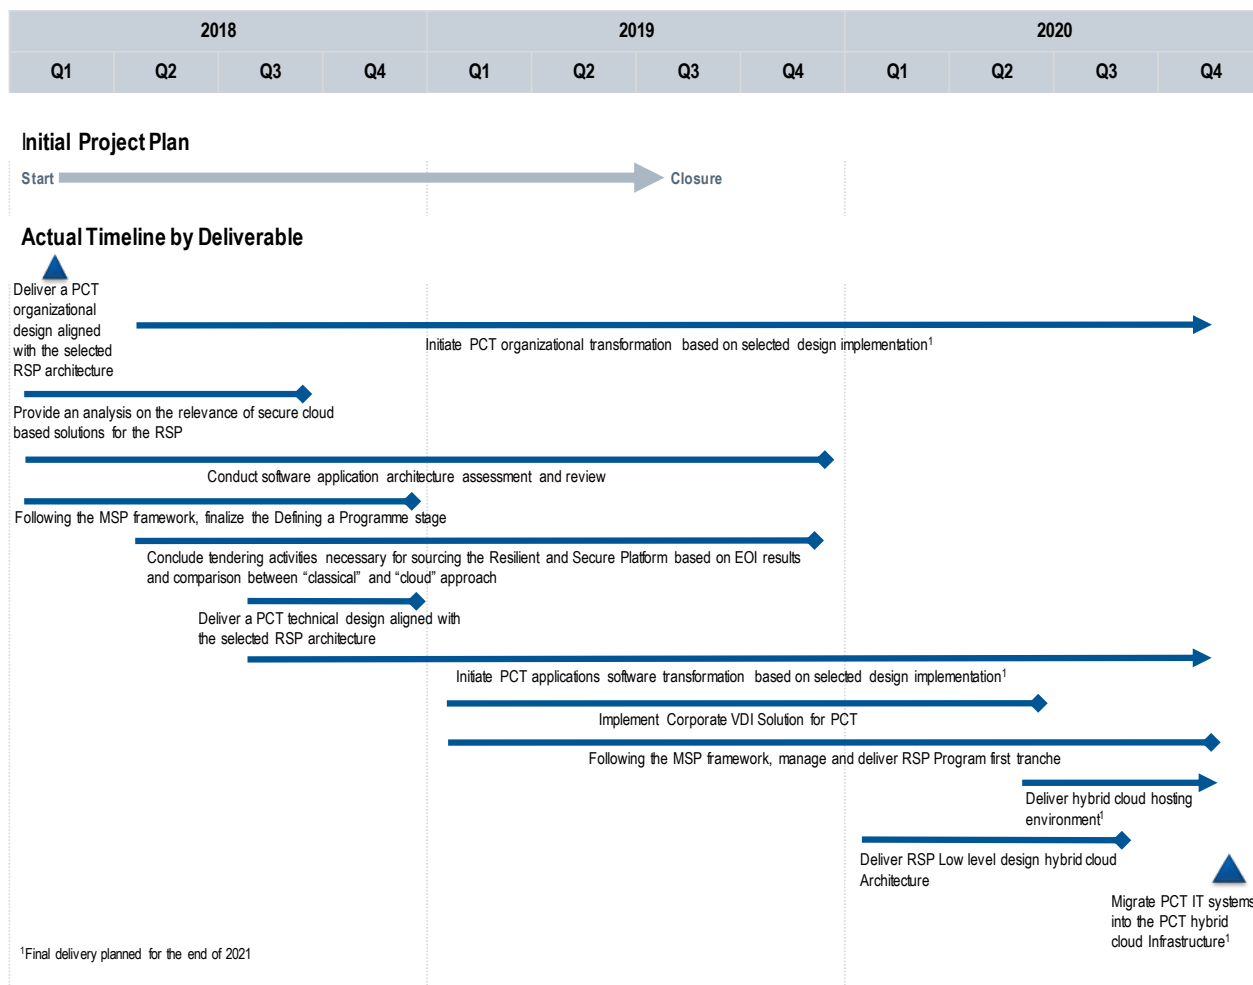 2018 2019 2020
Q1 Q2 Q3 Q4 Q1 Q2 Q3 Q4 Q1 Q2 Q3 Q4
Initial Project Plan
Start Closure
Actual Timeline by Deliverable
Deliver a PCT
organizational
design aligned
with the selected
RSP architecture
Initiate PCT organizational transformation based on selected design implementation¹
Provide an analysis on the relevance of secure cloud
based solutions for the RSP
Conduct software application architecture assessment and review
Following the MSP framework, finalize the Defining a Programme stage
Conclude tendering activities necessary for sourcing the Resilient and Secure Platform based on EOI results
and comparison between “classical” and “cloud” approach
Deliver a PCT technical design aligned with
the selected RSP architecture
Initiate PCT applications software transformation based on selected design implementation¹
Implement Corporate VDI Solution for PCT
Following the MSP framework, manage and deliver RSP Program first tranche
Deliver hybrid cloud hosting
environment¹
Deliver RSP Low level design hybrid cloud
Architecture
Migrate PCT IT systems
into the PCT hybrid
cloud Infrastructure¹
¹Final delivery planned for the end of 2021